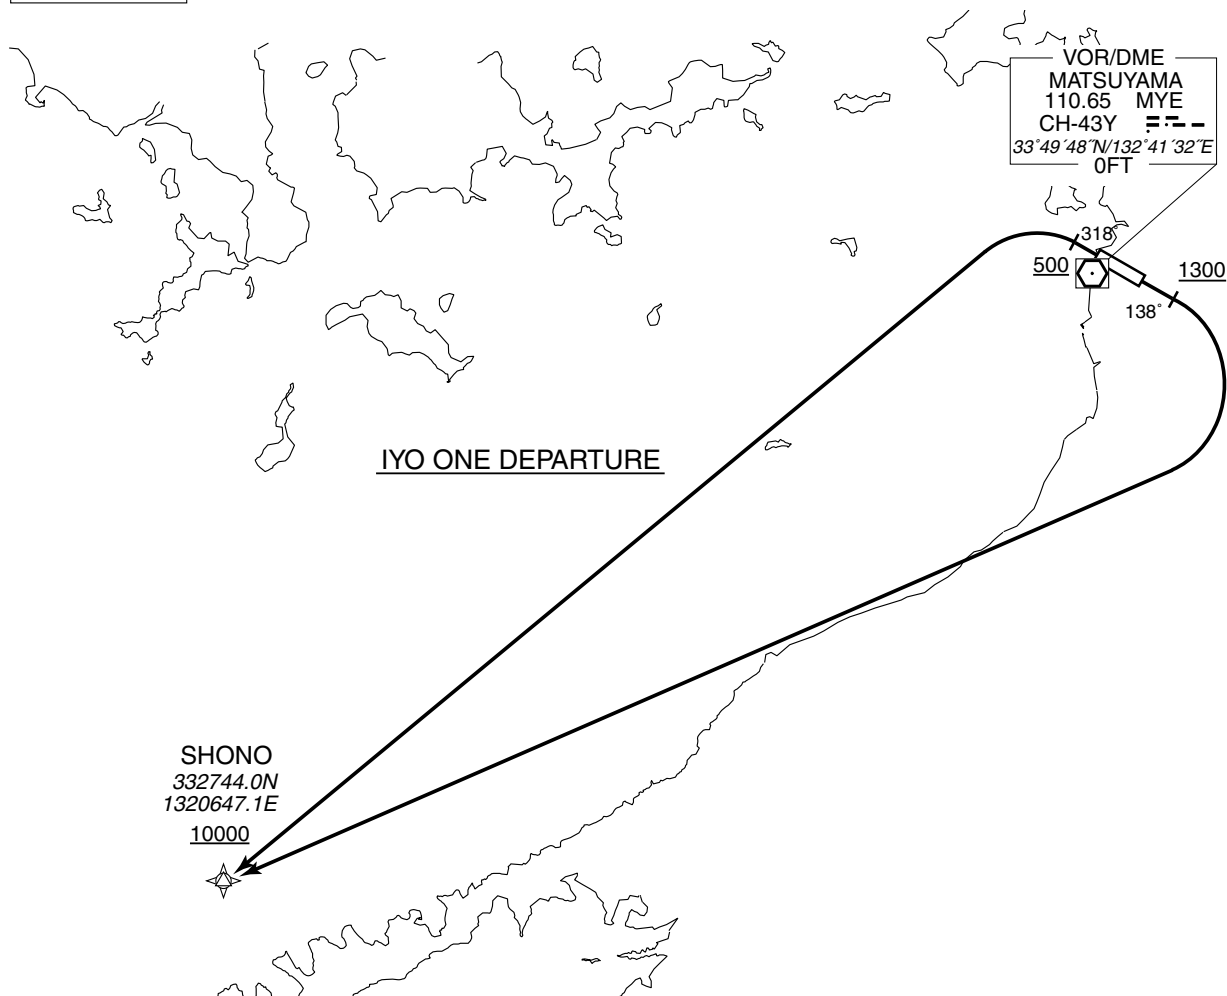 VOR/DME
MATSUYAMA
110.65 MYE
CH-43Y
33°49´48˝N/132°41´32˝E
0FT
318°
500
1300
138°
IYO ONE DEPARTURE
SHONO
332744.0N
1320647.1E
10000